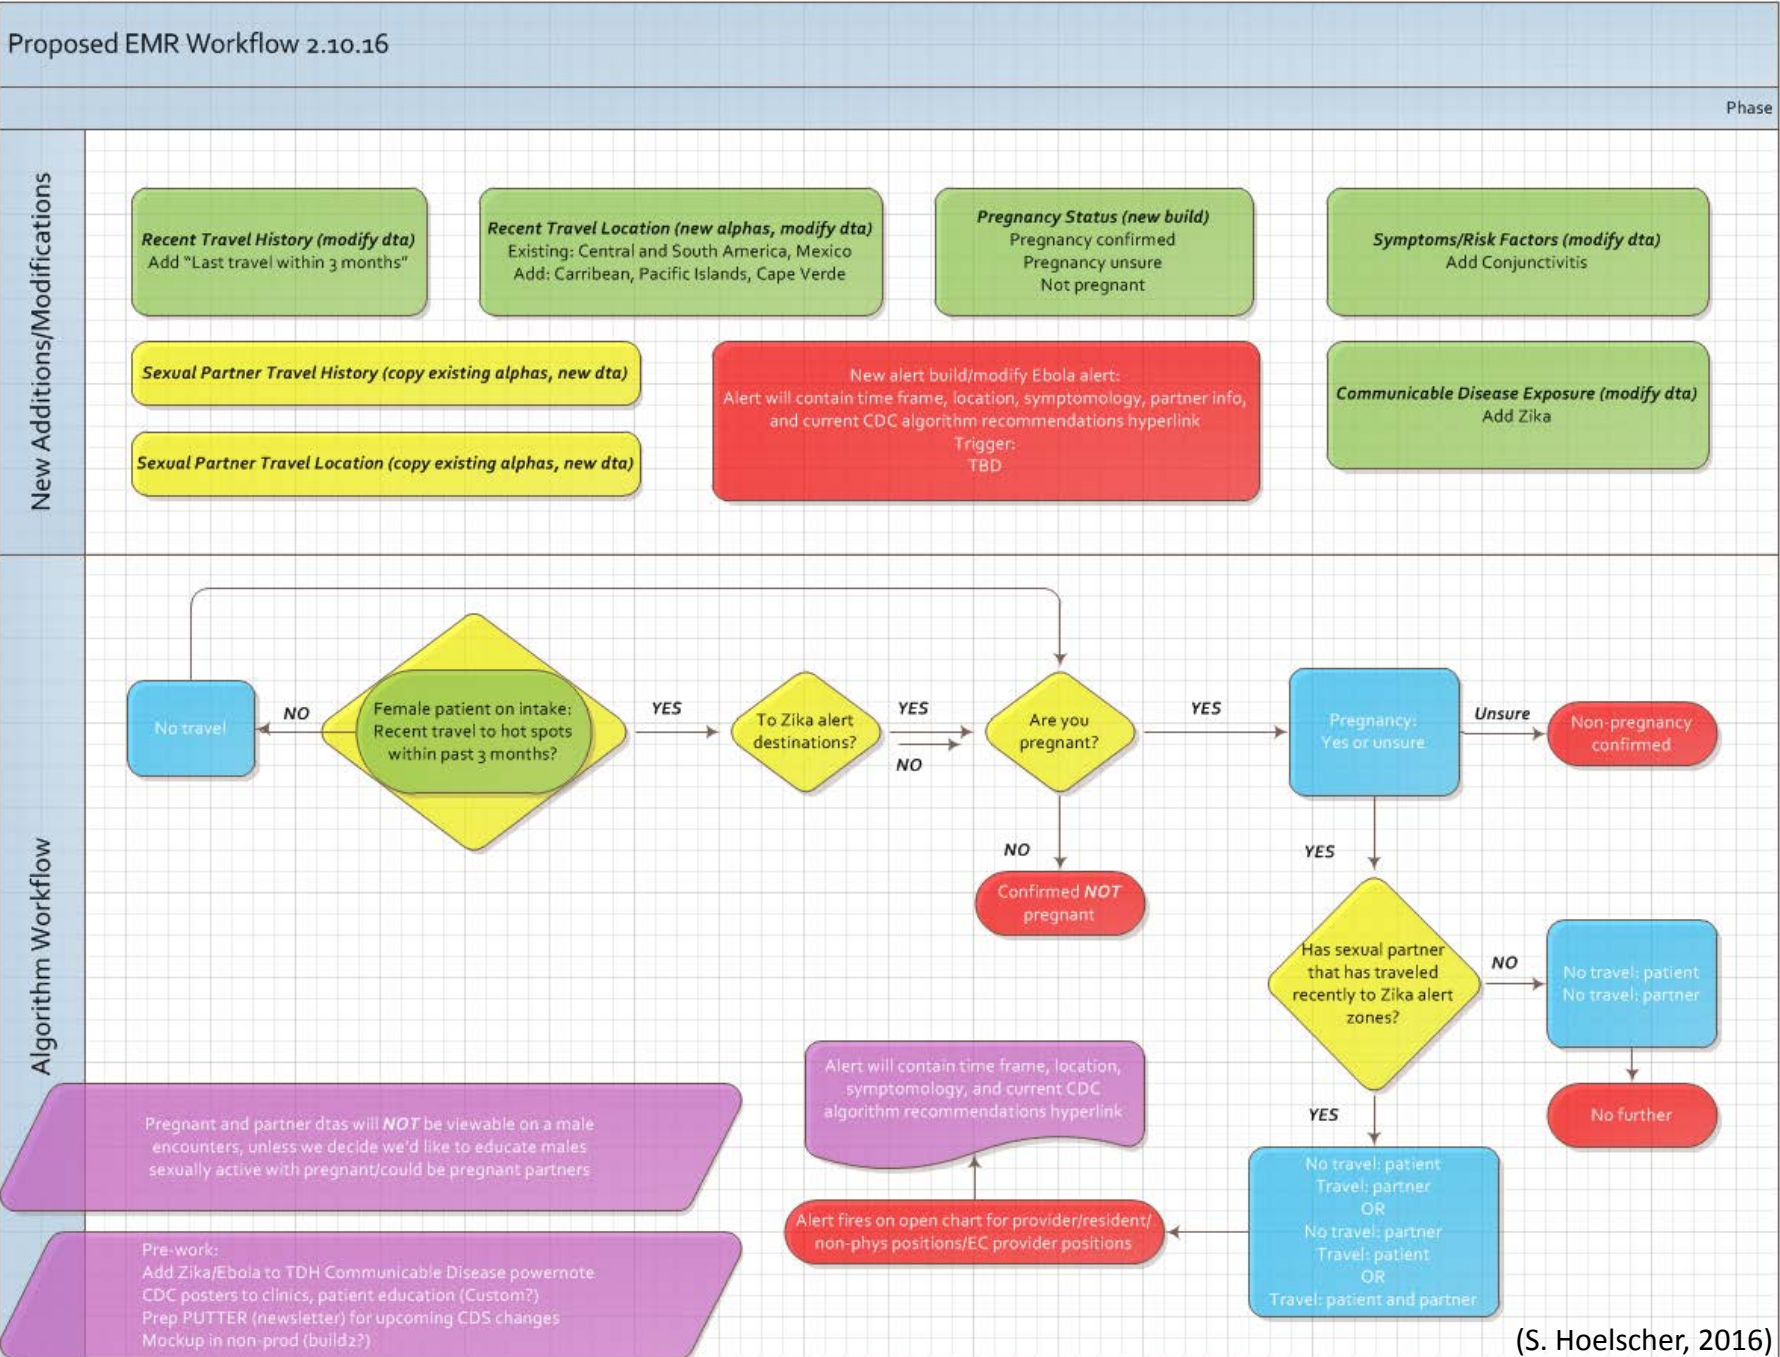 Proposed EMR Workflow 2.10.16
Phase
New Additions/Modifications
Recent Travel History (modify dta)
Add "Last travel within 3 months"
Recent Travel Location (new alphas, modify dta)
Existing: Central and South America, Mexico
Add: Carribean, Pacific Islands, Cape Verde
Pregnancy Status (new build)
Pregnancy confirmed
Pregnancy unsure
Not pregnant
Symptoms/Risk Factors (modify dta)
Add Conjunctivitis
Sexual Partner Travel History (copy existing alphas, new dta)
Sexual Partner Travel Location (copy existing alphas, new dta)
New alert build/modify Ebola alert:
Alert will contain time frame, location, symptomology, partner info,
and current CDC algorithm recommendations hyperlink
Trigger:
TBD
Communicable Disease Exposure (modify dta)
Add Zika
Algorithm Workflow
No travel
NO
Female patient on intake:
Recent travel to hot spots
within past 3 months?
YES
To Zika alert
destinations?
YES
NO
Are you
pregnant?
YES
Pregnancy:
Yes or unsure
Unsure
Non-pregnancy
confirmed
NO
Confirmed NOT
pregnant
YES
Has sexual partner
that has traveled
recently to Zika alert
zones?
NO
No travel: patient
No travel: partner
No further
YES
No travel: patient
Travel: partner
OR
No travel: partner
Travel: patient
OR
Travel: patient and partner
Alert fires on open chart for provider/resident/
non-phys positions/EC provider positions
Alert will contain time frame, location,
symptomology, and current CDC
algorithm recommendations hyperlink
Pregnant and partner dtas will NOT be viewable on a male
encounters, unless we decide we'd like to educate males
sexually active with pregnant/could be pregnant partners
Pre-work:
Add Zika/Ebola to TDH Communicable Disease powernote
CDC posters to clinics, patient education (Custom?)
Prep PUTTER (newsletter) for upcoming CDS changes
Mockup in non-prod (build2?)
(S. Hoelscher, 2016)